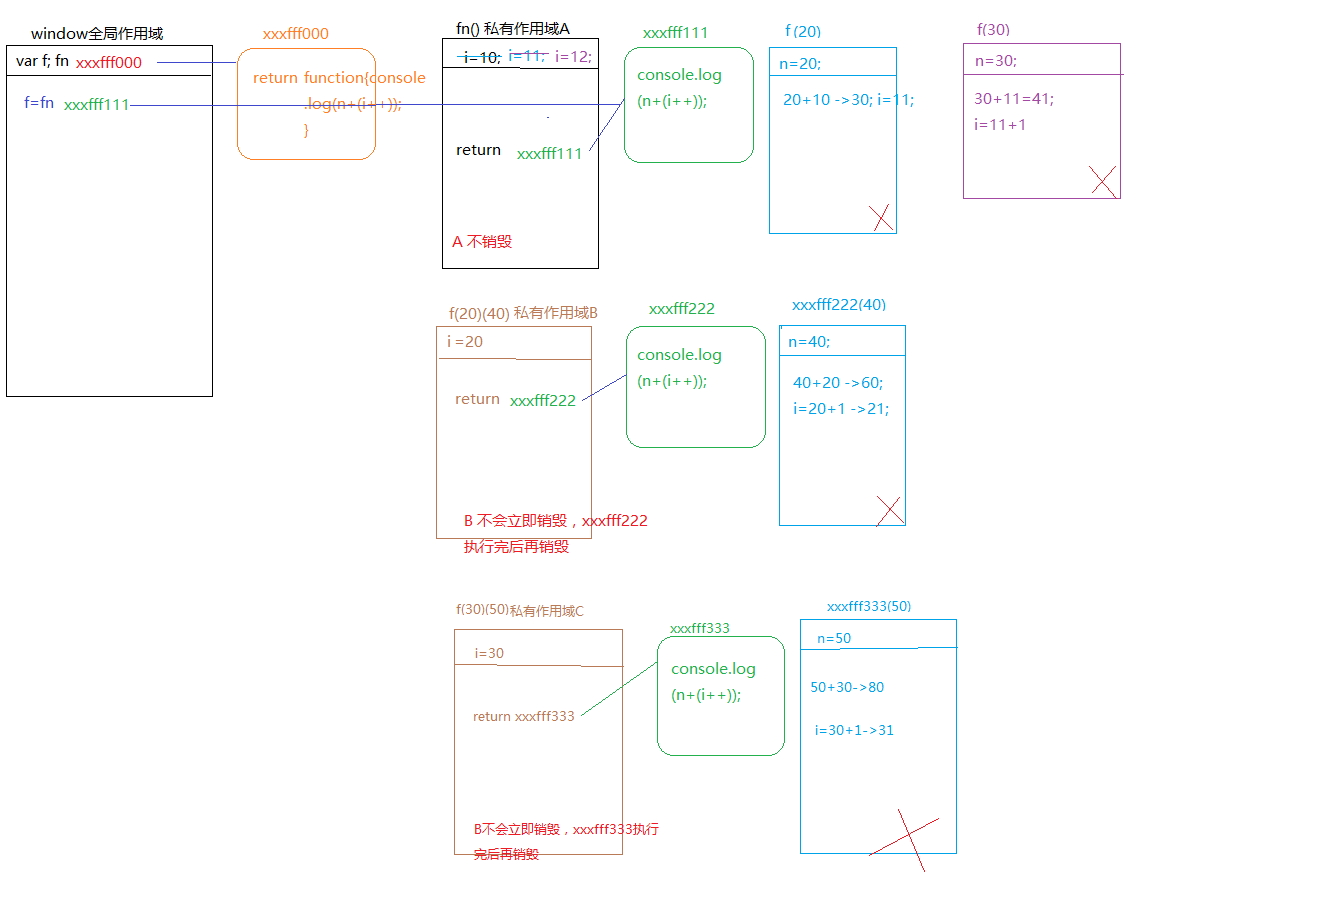 window全局作用域
var f; fn xxxfff000
f=fn xxxfff111
xxxfff000
return function{console
.log(n+(i++));
}
fn() 私有作用域A
i=10; i=11; i=12;
return xxxfff111
A 不销毁
xxxfff111
console.log
(n+(i++));
f (20)
n=20;
20+10 ->30; i=11;
f(30)
n=30;
30+11=41;
i=11+1
f(20)(40) 私有作用域B
i =20
return xxxfff222
B 不会立即销毁，xxxfff222
执行完后再销毁
xxxfff222
console.log
(n+(i++));
xxxfff222(40)
n=40;
40+20 ->60;
i=20+1 ->21;
f(30)(50)私有作用域C
i=30
return xxxfff333
B不会立即销毁，xxxfff333执行
完后再销毁
xxxfff333
console.log
(n+(i++));
xxxfff333(50)
n=50
50+30->80
i=30+1->31